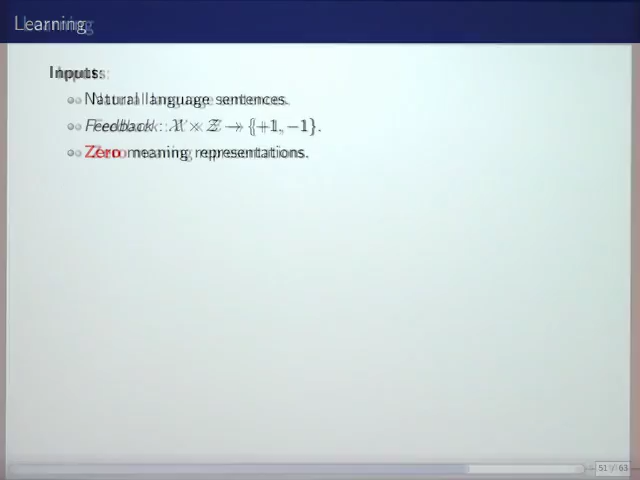 Learning
Inputs:
Natural language sentences.
Feedback : X × Z → {+1, −1}.
Zero meaning representations.
51 / 63